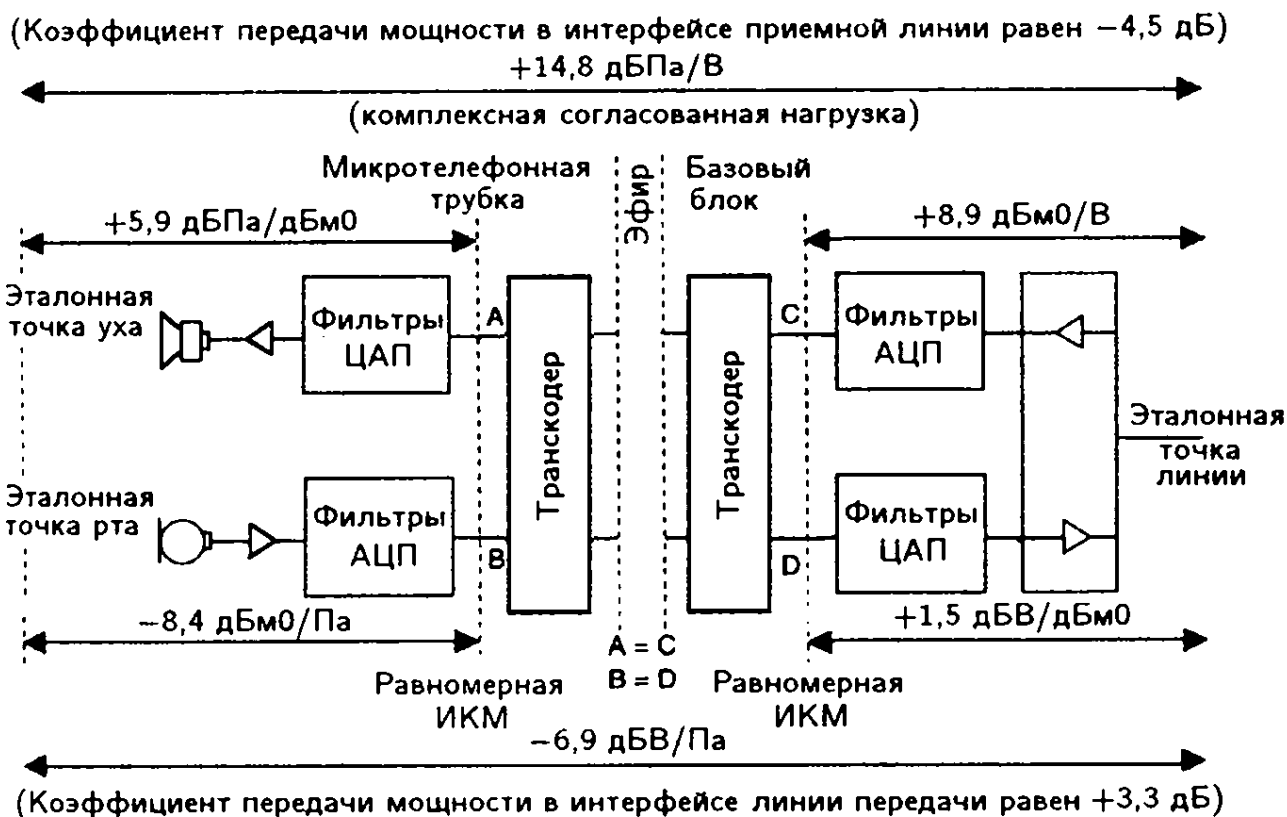 (Коэффициент передачи мощности в интерфейсе приемной линии равен −4,5 дБ)
+14,8 дБПа/В
(комплексная согласованная нагрузка)
Микротелефонная
трубка
Эфир
Базовый
блок
+5,9 дБПа/дБм0
+8,9 дБм0/В
Эталонная
точка уха
Фильтры
ЦАП
A
Транскодер
Транскодер
C
Фильтры
АЦП
Эталонная
точка
линии
Эталонная
точка рта
Фильтры
АЦП
B
D
Фильтры
ЦАП
−8,4 дБм0/Па
+1,5 дБВ/дБм0
A = C
B = D
Равномерная
ИКМ
Равномерная
ИКМ
−6,9 дБВ/Па
(Коэффициент передачи мощности в интерфейсе линии передачи равен +3,3 дБ)